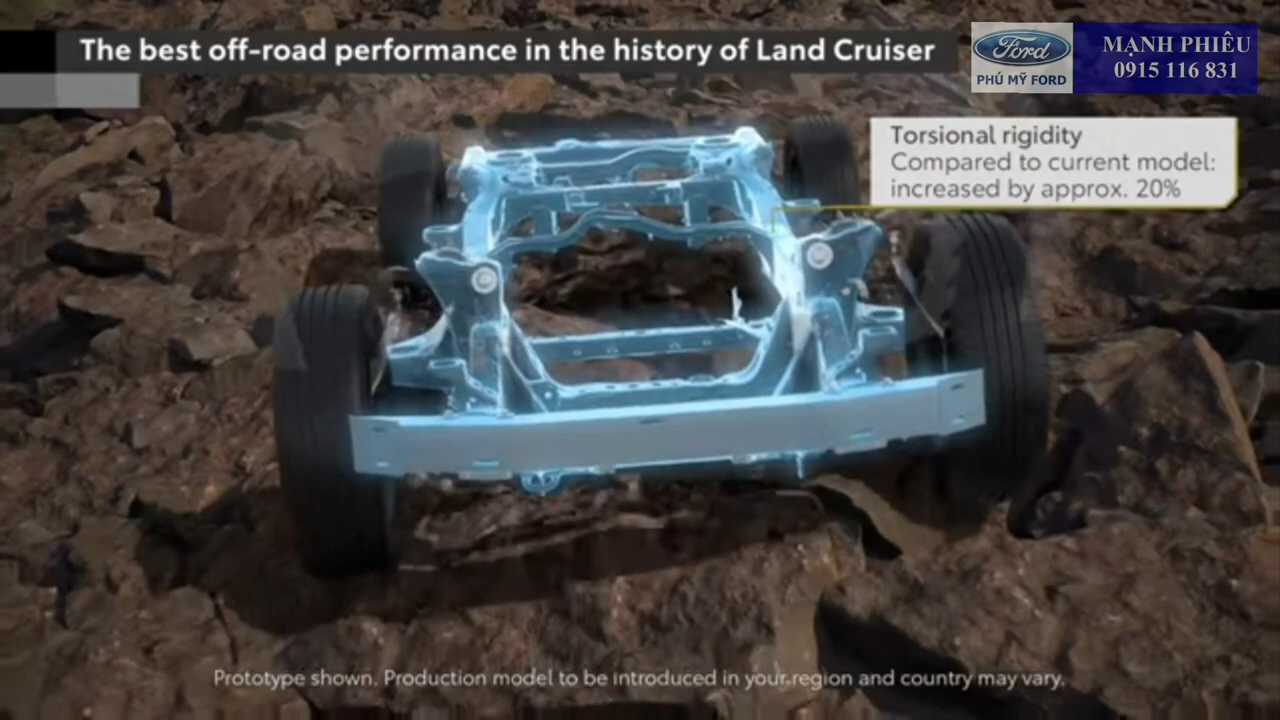 The best off-road performance in the history of Land Cruiser
Ford
PHÚ MỸ FORD
MẠNH PHIÊU
0915 116 831
Torsional rigidity
Compared to current model:
increased by approx. 20%
Prototype shown. Production model to be introduced in your region and country may vary.